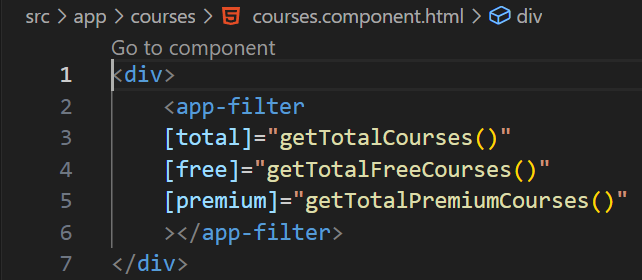 src > app > courses > courses.component.html > div
Go to component
1 <div>
2 <app-filter
3 [total]="getTotalCourses()"
4 [free]="getTotalFreeCourses()"
5 [premium]="getTotalPremiumCourses()"
6 ></app-filter>
7 </div>